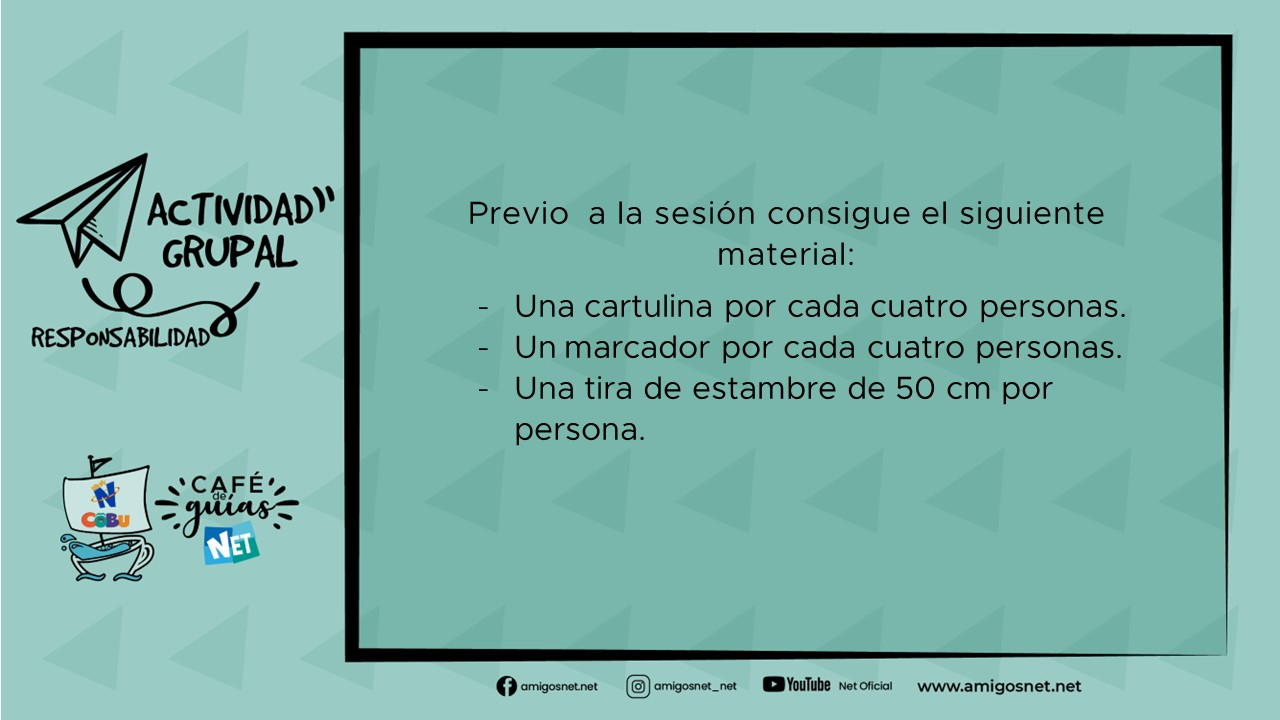 ACTIVIDAD"
GRUPAL
RESPONSABILIDAD
N
CÔBU
CAFÉ
de
guías
NET
Previo a la sesión consigue el siguiente
material:
- Una cartulina por cada cuatro personas.
- Un marcador por cada cuatro personas.
- Una tira de estambre de 50 cm por
persona.
amigosnet.net amigosnet_net YouTube Net Oficial www.amigosnet.net